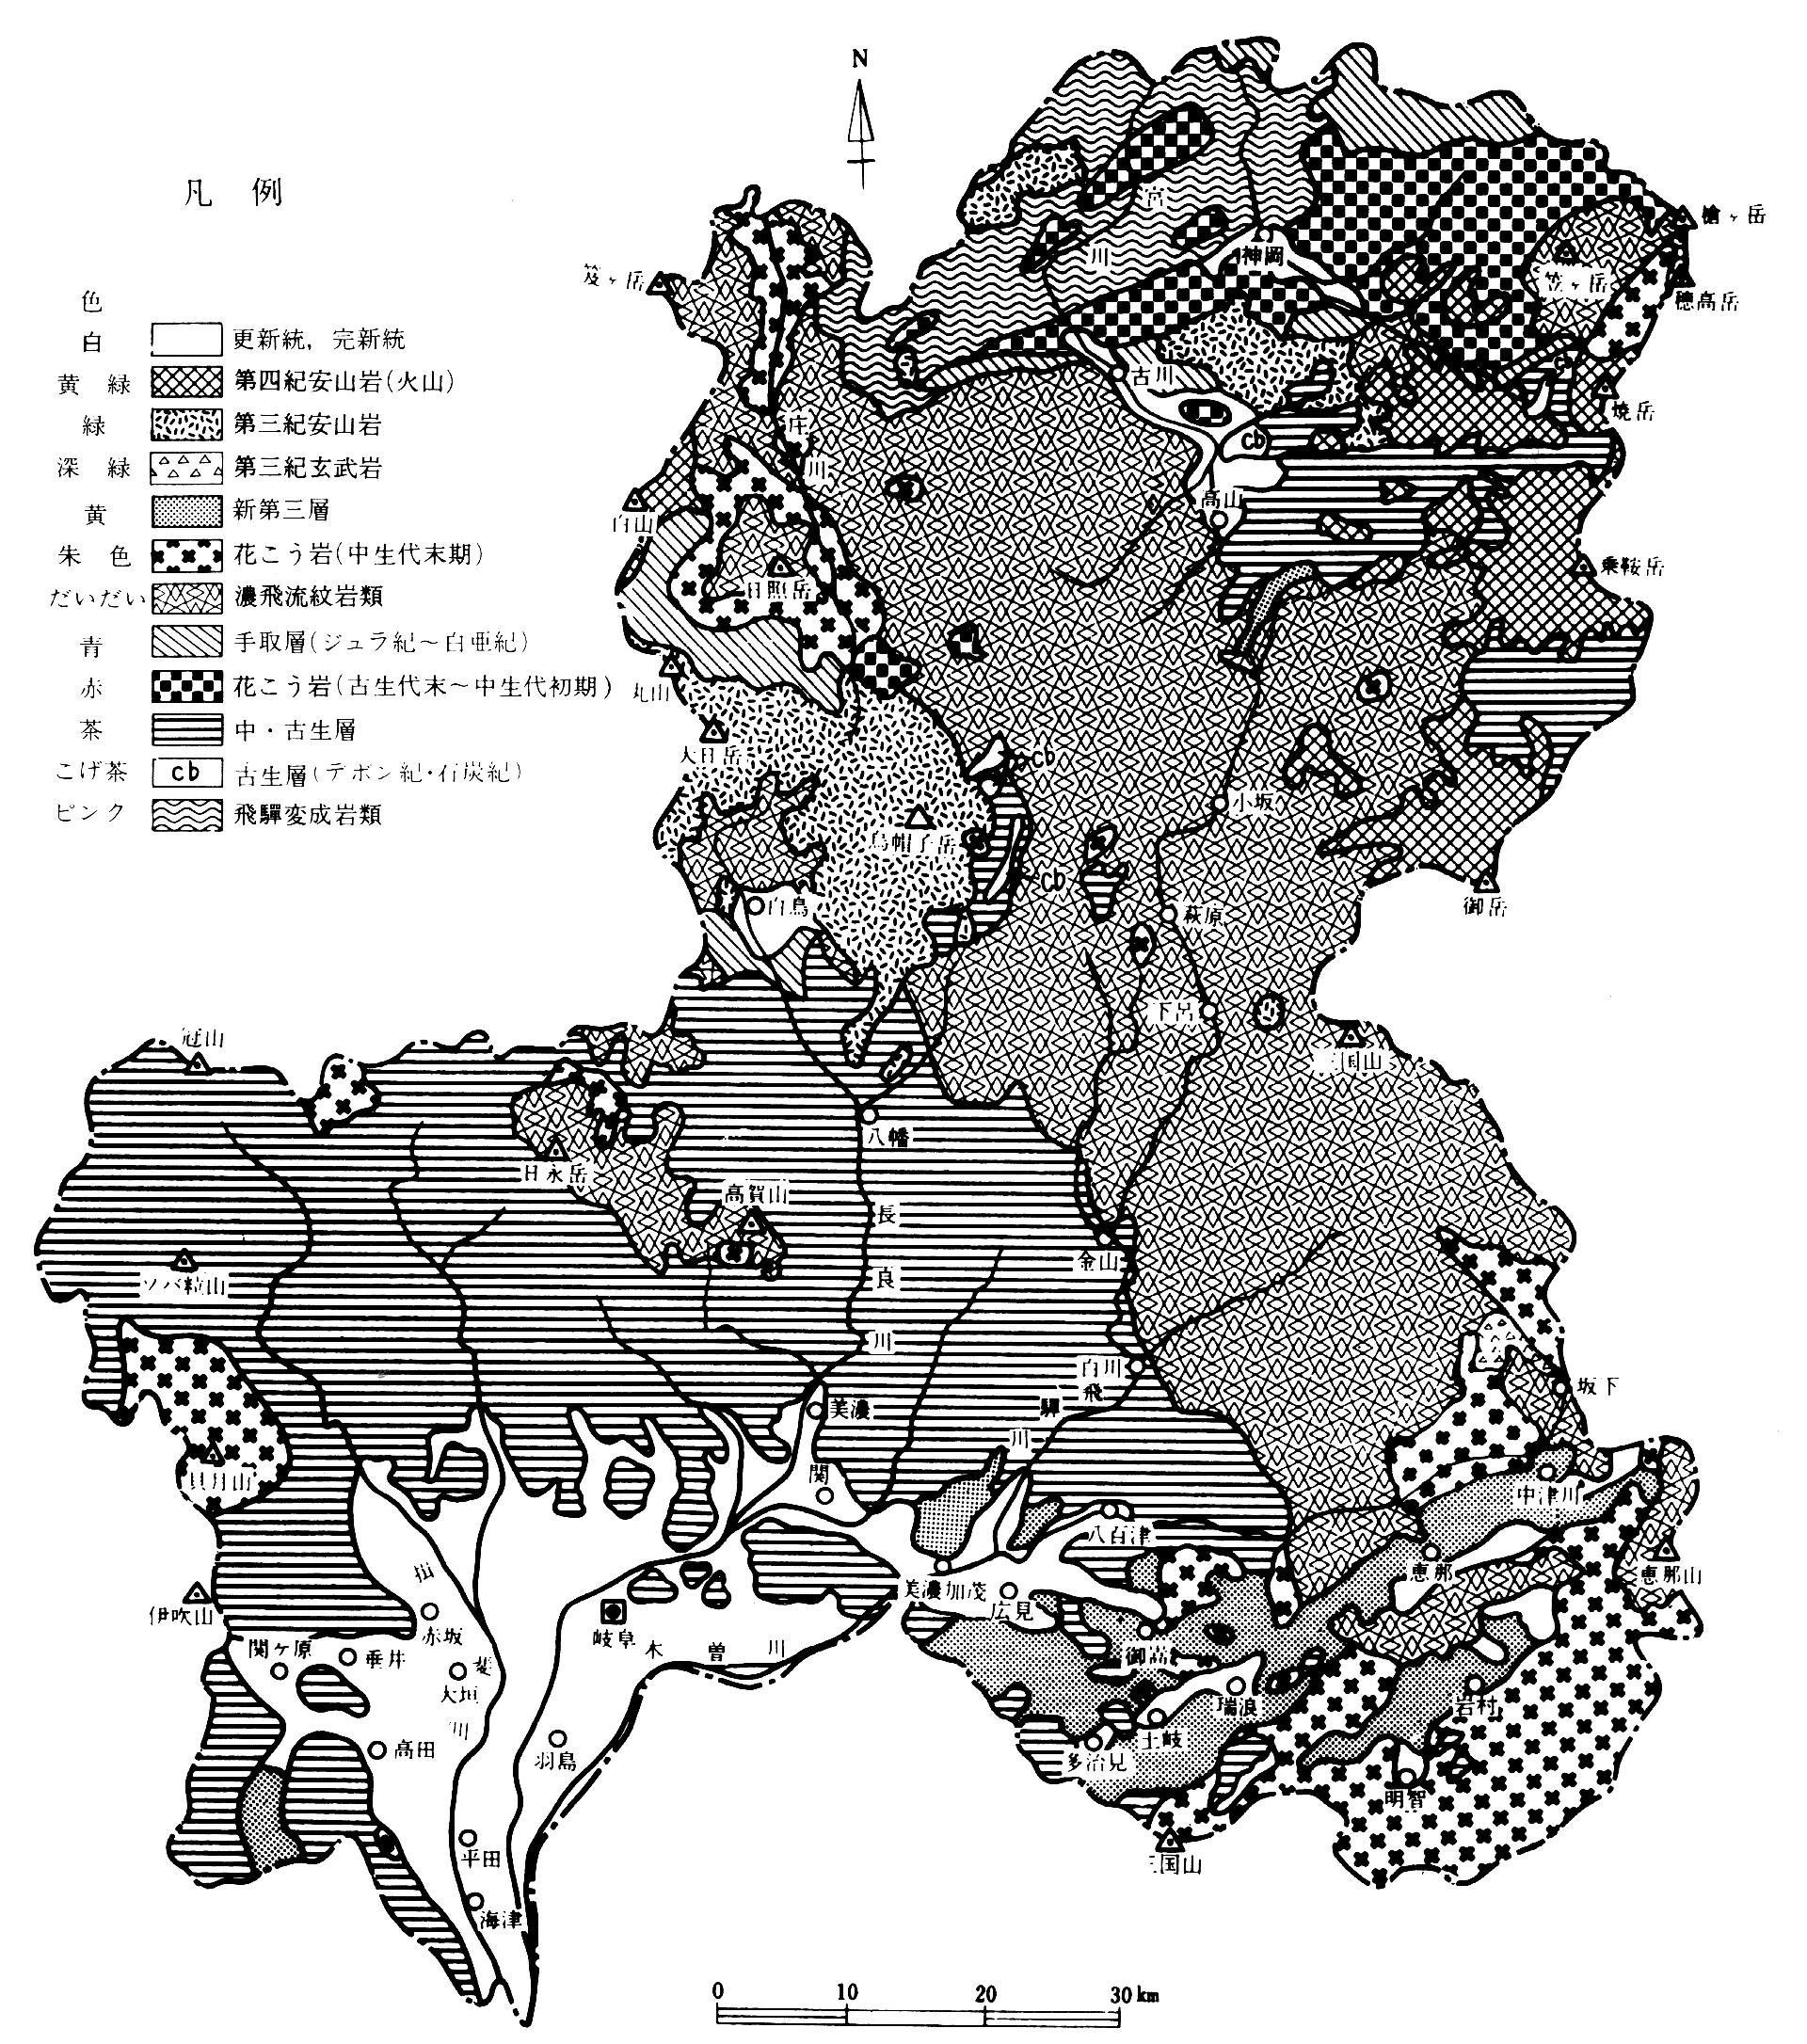 N
凡 例
色
白 更新統，完新統
黄 緑 第四紀安山岩(火山)
緑 第三紀安山岩
深 緑 第三紀玄武岩
黄 新第三層
朱 色 花こう岩(中生代末期)
だいだい 濃飛流紋岩類
青 手取層(ジュラ紀〜白亜紀)
赤 花こう岩(古生代末〜中生代初期)
茶 中・古生層
こげ茶 cb 古生層(デボン紀・石炭紀)
ピンク 飛驒変成岩類
宮
川
神岡
槍ヶ岳
笠ヶ岳
穂高岳
笈ヶ岳
古川
焼岳
庄
川
cb
高山
白山
乗鞍岳
日照岳
丸山
大日岳
cb
小坂
烏帽子岳
cb
御岳
白鳥
萩原
下呂
三国山
冠山
八幡
日永岳
高賀山
長
良
川
金山
ソバ粒山
白川
飛
驒
川
坂下
美濃
貝月山
関
中津川
八百津
揖
斐
川
恵那
恵那山
美濃加茂
広見
伊吹山
赤坂
岐阜
木
曽
川
関ヶ原
垂井
御嵩
大垣
瑞浪
岩村
土岐
高田
羽島
多治見
明智
三国山
平田
海津
0 10 20 30 km